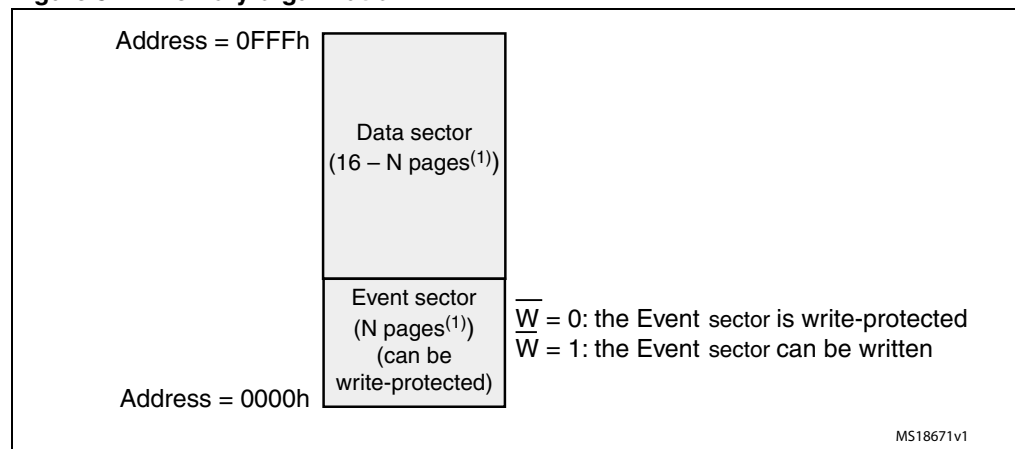 Address = 0FFFh
Data sector
(16 – N pages(1))
Event sector
(N pages(1))
(can be
write-protected)
W̅ = 0: the Event sector is write-protected
W̅ = 1: the Event sector can be written
Address = 0000h
MS18671v1